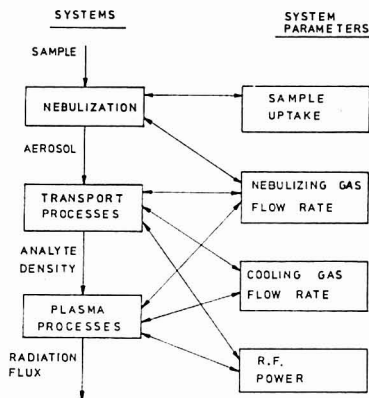 SYSTEMS
SYSTEM
PARAMETERS
SAMPLE
NEBULIZATION
SAMPLE
UPTAKE
AEROSOL
TRANSPORT
PROCESSES
NEBULIZING GAS
FLOW RATE
ANALYTE
DENSITY
COOLING GAS
FLOW RATE
PLASMA
PROCESSES
RADIATION
FLUX
R.F.
POWER